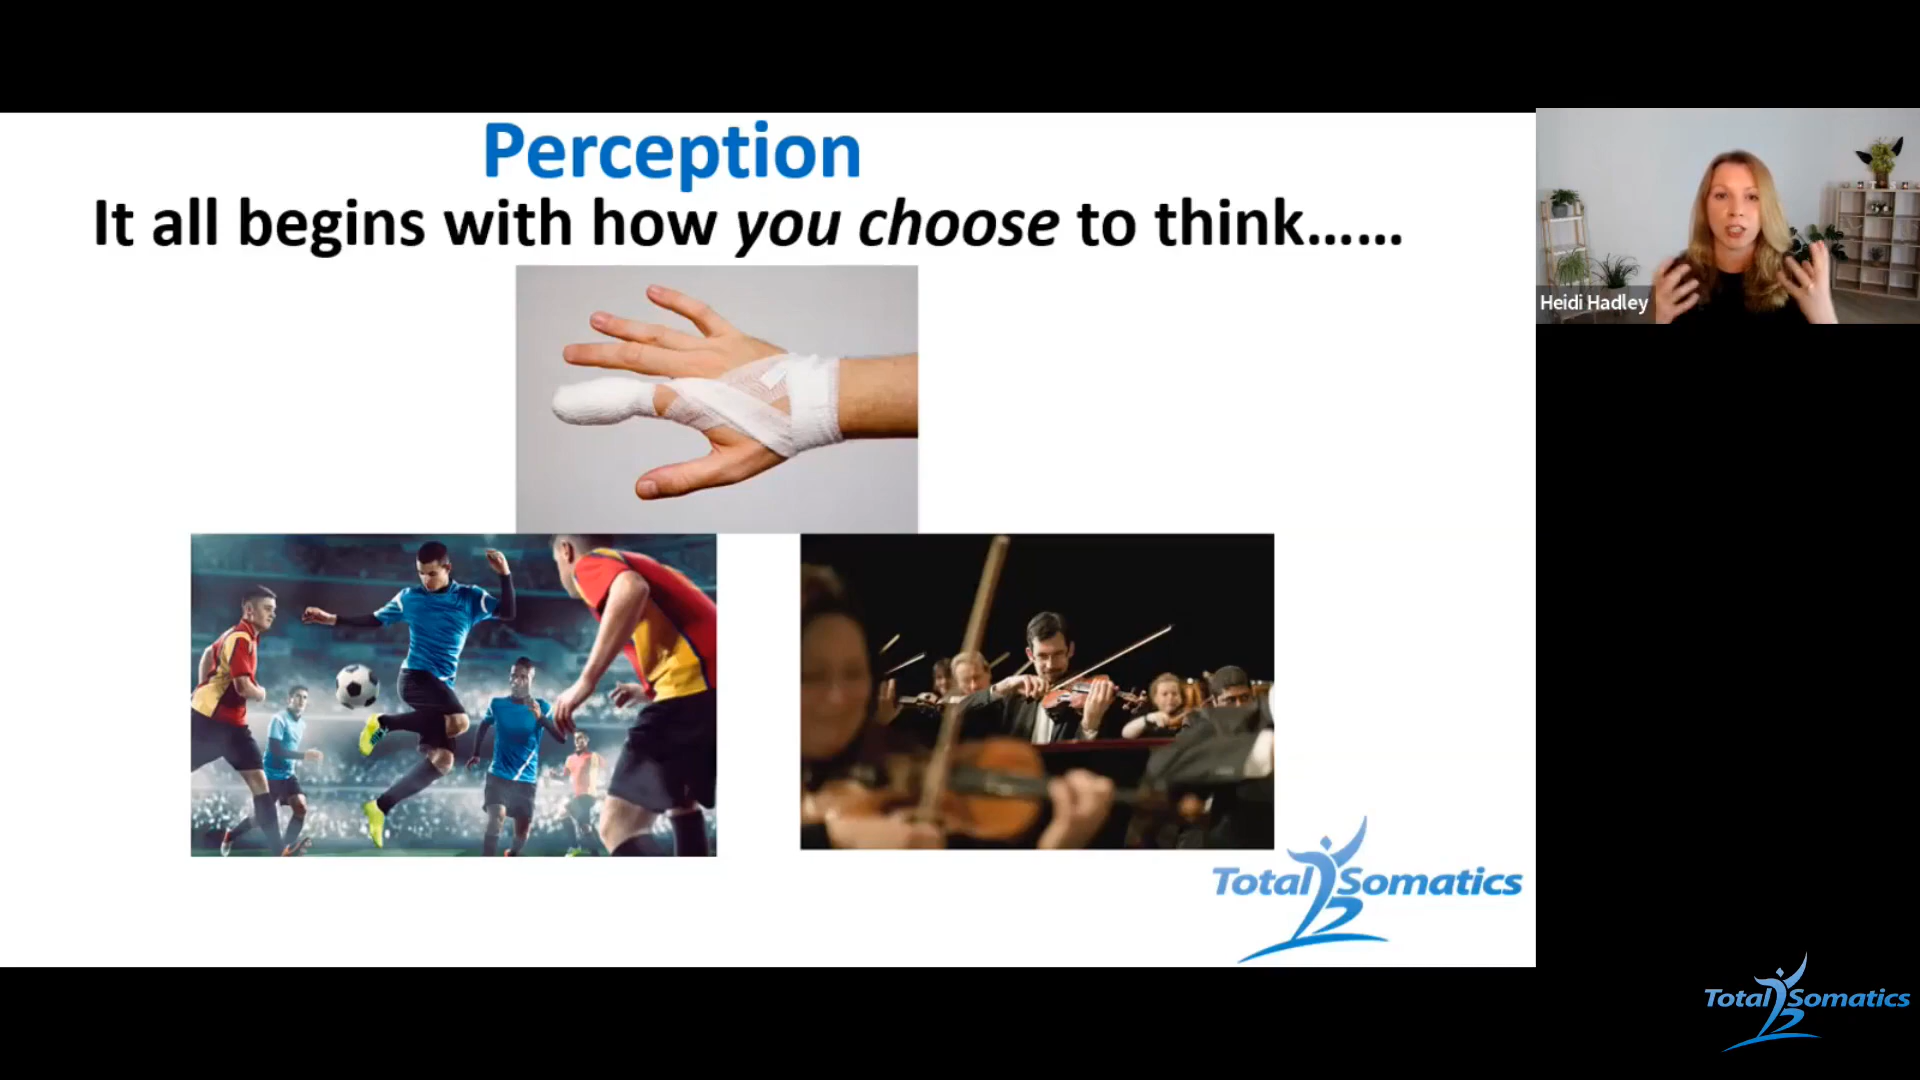 Perception
It all begins with how you choose to think......
Heidi Hadley
Total Somatics
Total Somatics